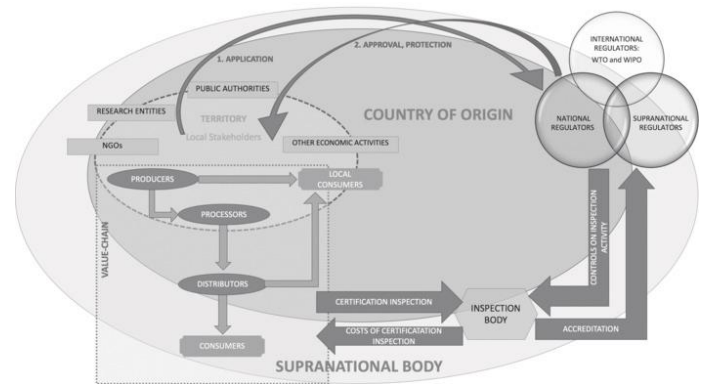 INTERNATIONAL
REGULATORS:
WTO and WIPO
2. APPROVAL, PROTECTION
1. APPLICATION
PUBLIC AUTHORITIES
RESEARCH ENTITIES
COUNTRY OF ORIGIN
TERRITORY
Local Stakeholders
NATIONAL
REGULATORS
SUPRANATIONAL
REGULATORS
NGOs
OTHER ECONOMIC ACTIVITIES
PRODUCERS
LOCAL
CONSUMERS
PROCESSORS
VALUE-CHAIN
CONTROLS ON INSPECTION
ACTIVITY
DISTRIBUTORS
CERTIFICATION INSPECTION
INSPECTION
BODY
COSTS OF CERTIFICATATION
INSPECTION
ACCREDITATION
CONSUMERS
SUPRANATIONAL BODY